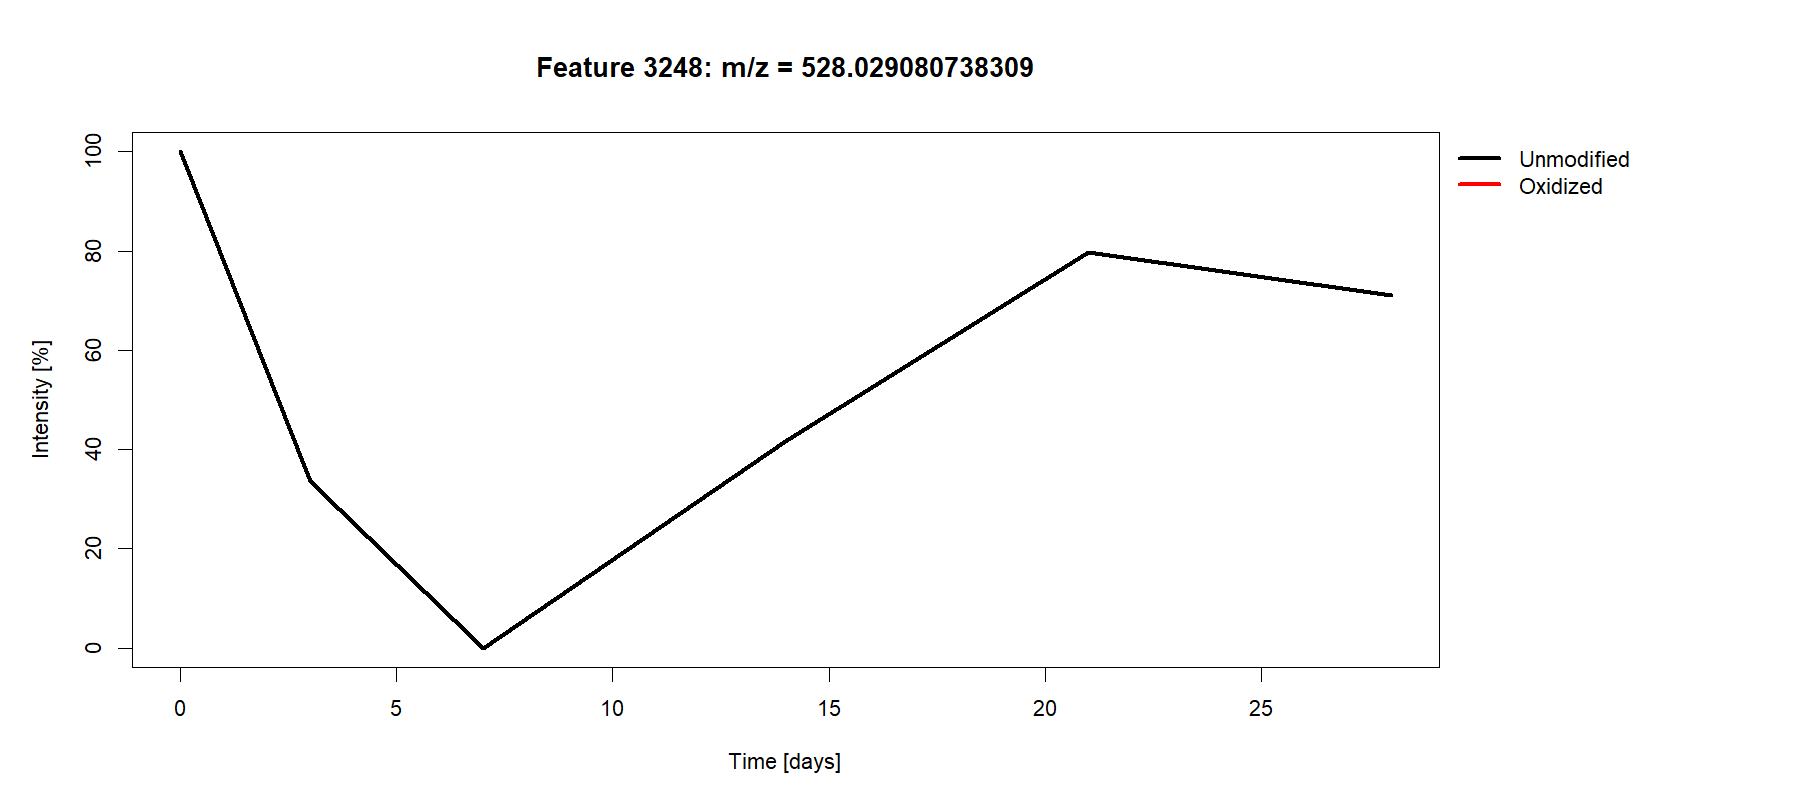 Feature 3248: m/z = 528.029080738309
Unmodified
Oxidized
Intensity [%]
100
80
60
40
20
0
0 5 10 15 20 25
Time [days]